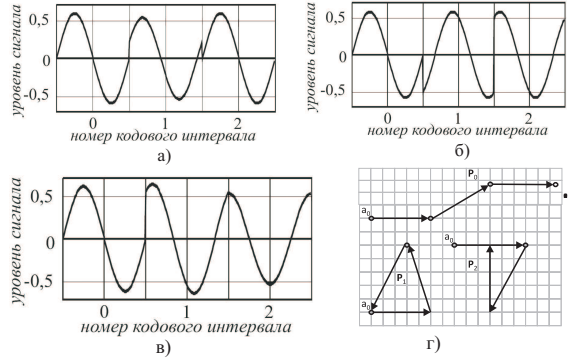 уровень сигнала
0,5
0
-0,5
0
1
2
номер кодового интервала
а)
уровень сигнала
0,5
0
-0,5
0
1
2
номер кодового интервала
б)
уровень сигнала
0,5
0
-0,5
0
1
2
номер кодового интервала
в)
P₀
a₀
a₀
P₁
P₂
a₀
г)